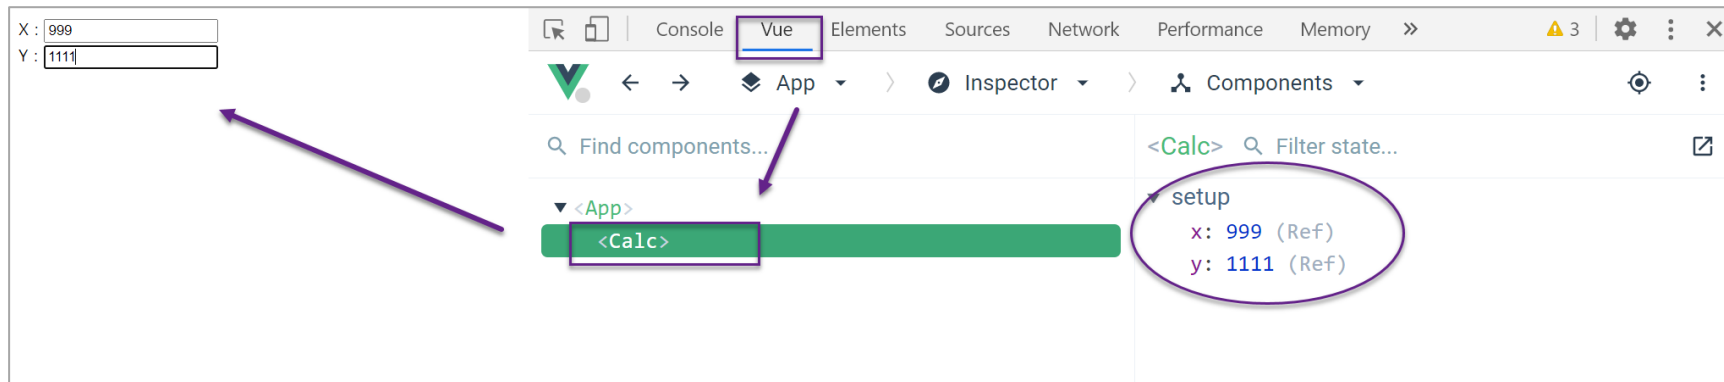 X : 999
Y : 1111
Console Vue Elements Sources Network Performance Memory » 3
App Inspector Components
Find components...
<Calc> Filter state...
<App>
<Calc>
setup
x: 999 (Ref)
y: 1111 (Ref)